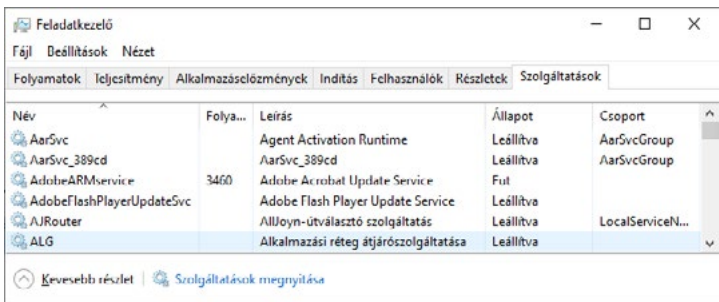 Feladatkezelő
Fájl Beállítások Nézet
Folyamatok Teljesítmény Alkalmazáselőzmények Indítás Felhasználók Részletek Szolgáltatások
Név Folya... Leírás Állapot Csoport
AarSvc Agent Activation Runtime Leállítva AarSvcGroup
AarSvc_389cd AarSvc_389cd Leállítva AarSvcGroup
AdobeARMservice 3460 Adobe Acrobat Update Service Fut
AdobeFlashPlayerUpdateSvc Adobe Flash Player Update Service Leállítva
AJRouter AllJoyn-útválasztó szolgáltatás Leállítva LocalServiceN...
ALG Alkalmazási réteg átjárószolgáltatása Leállítva
Kevesebb részlet Szolgáltatások megnyitása